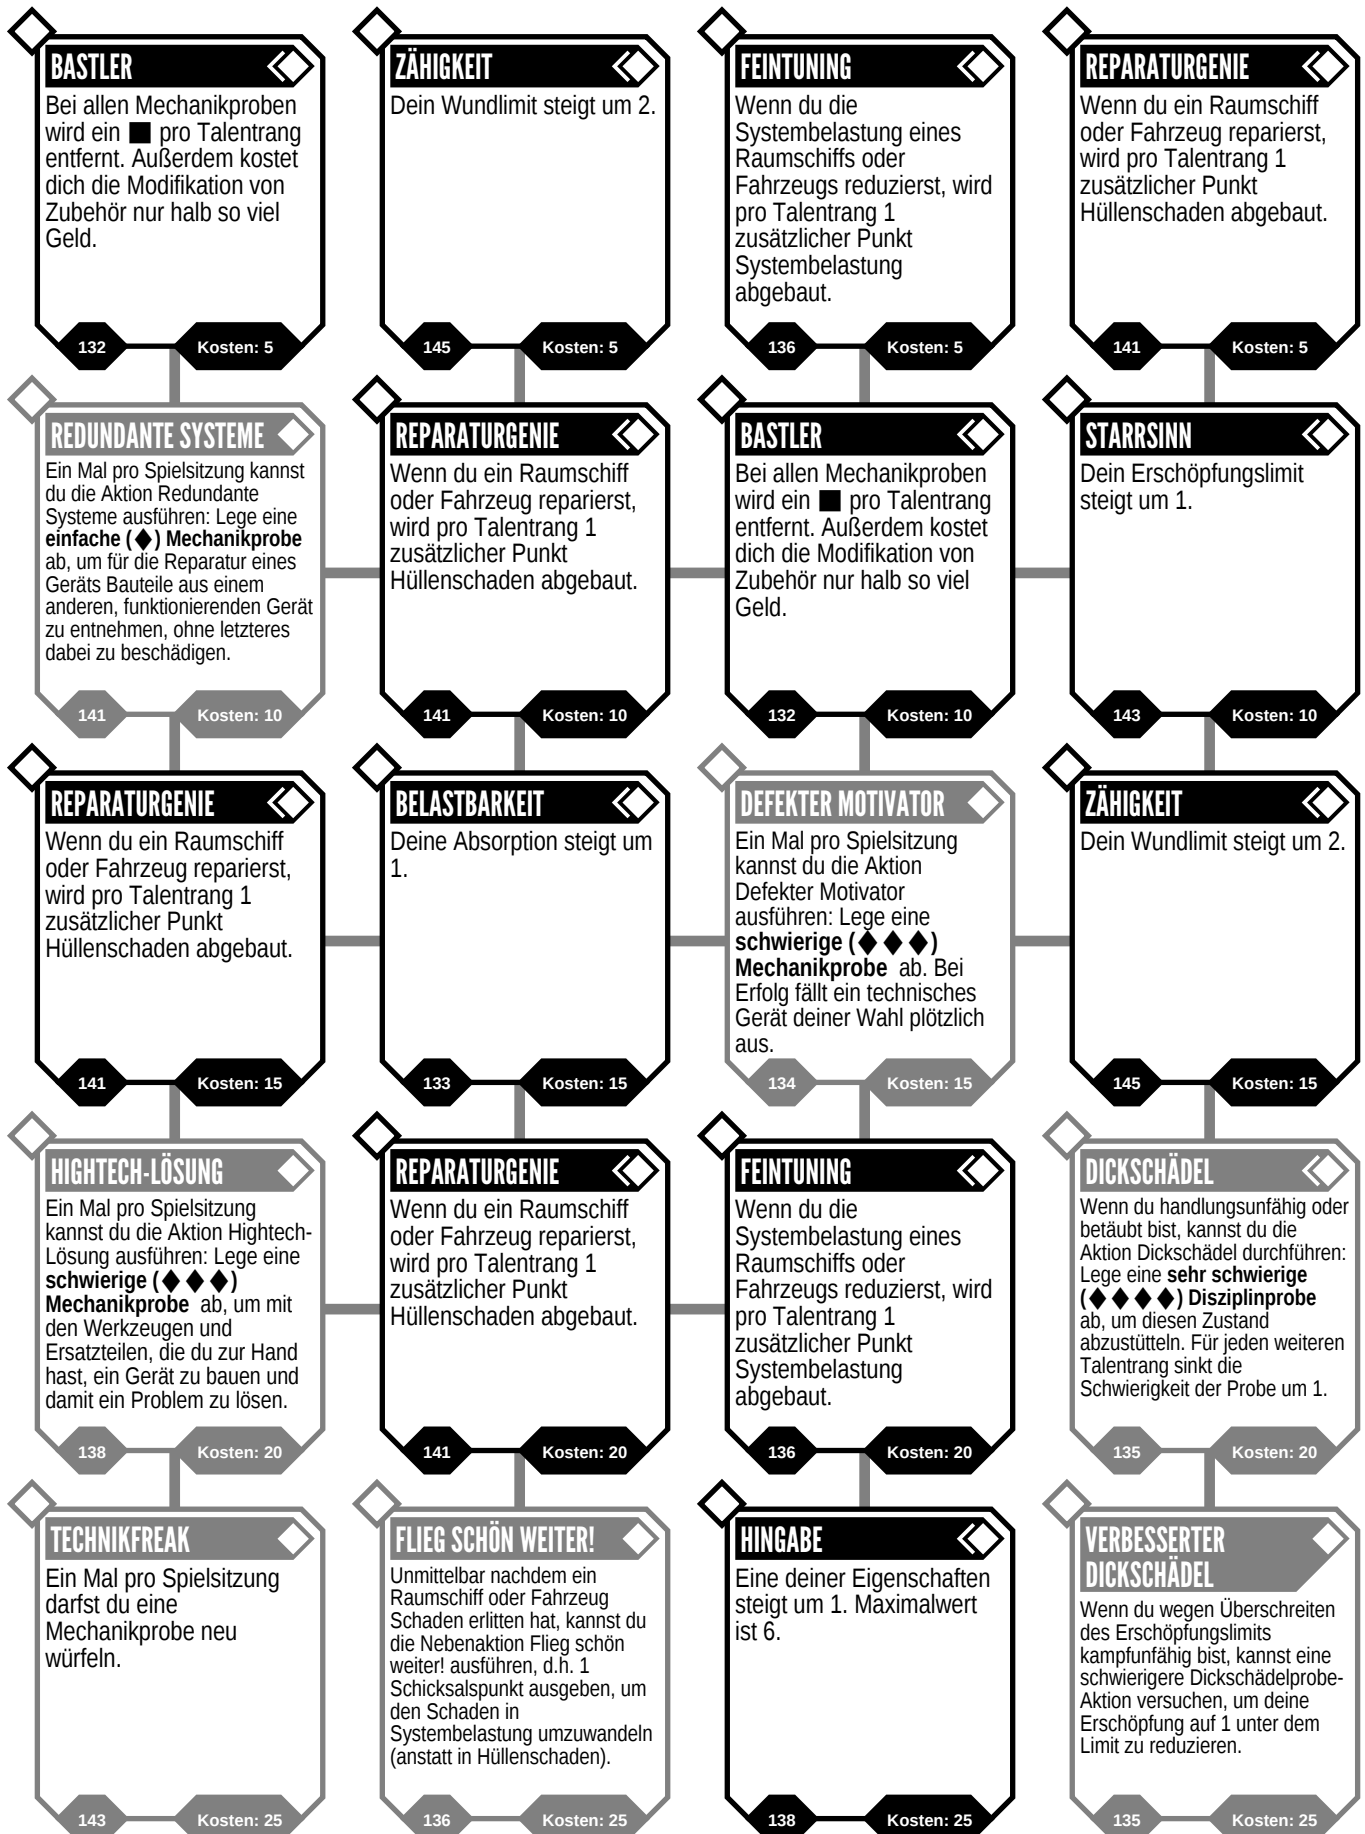 BASTLER
Bei allen Mechanikproben
wird ein ■ pro Talentrang
entfernt. Außerdem kostet
dich die Modifikation von
Zubehör nur halb so viel
Geld.
132
Kosten: 5
ZÄHIGKEIT
Dein Wundlimit steigt um 2.
145
Kosten: 5
FEINTUNING
Wenn du die
Systembelastung eines
Raumschiffs oder
Fahrzeugs reduzierst, wird
pro Talentrang 1
zusätzlicher Punkt
Systembelastung
abgebaut.
136
Kosten: 5
REPARATURGENIE
Wenn du ein Raumschiff
oder Fahrzeug reparierst,
wird pro Talentrang 1
zusätzlicher Punkt
Hüllenschaden abgebaut.
141
Kosten: 5
REDUNDANTE SYSTEME
Ein Mal pro Spielsitzung kannst
du die Aktion Redundante
Systeme ausführen: Lege eine
einfache (♦) Mechanikprobe
ab, um für die Reparatur eines
Geräts Bauteile aus einem
anderen, funktionierenden Gerät
zu entnehmen, ohne letzteres
dabei zu beschädigen.
141
Kosten: 10
REPARATURGENIE
Wenn du ein Raumschiff
oder Fahrzeug reparierst,
wird pro Talentrang 1
zusätzlicher Punkt
Hüllenschaden abgebaut.
141
Kosten: 10
BASTLER
Bei allen Mechanikproben
wird ein ■ pro Talentrang
entfernt. Außerdem kostet
dich die Modifikation von
Zubehör nur halb so viel
Geld.
132
Kosten: 10
STARRSINN
Dein Erschöpfungslimit
steigt um 1.
143
Kosten: 10
REPARATURGENIE
Wenn du ein Raumschiff
oder Fahrzeug reparierst,
wird pro Talentrang 1
zusätzlicher Punkt
Hüllenschaden abgebaut.
141
Kosten: 15
BELASTBARKEIT
Deine Absorption steigt um
1.
133
Kosten: 15
DEFEKTER MOTIVATOR
Ein Mal pro Spielsitzung
kannst du die Aktion
Defekter Motivator
ausführen: Lege eine
schwierige (♦ ♦ ♦)
Mechanikprobe ab. Bei
Erfolg fällt ein technisches
Gerät deiner Wahl plötzlich
aus.
134
Kosten: 15
ZÄHIGKEIT
Dein Wundlimit steigt um 2.
145
Kosten: 15
HIGHTECH-LÖSUNG
Ein Mal pro Spielsitzung
kannst du die Aktion Hightech-
Lösung ausführen: Lege eine
schwierige (♦ ♦ ♦)
Mechanikprobe ab, um mit
den Werkzeugen und
Ersatzteilen, die du zur Hand
hast, ein Gerät zu bauen und
damit ein Problem zu lösen.
138
Kosten: 20
REPARATURGENIE
Wenn du ein Raumschiff
oder Fahrzeug reparierst,
wird pro Talentrang 1
zusätzlicher Punkt
Hüllenschaden abgebaut.
141
Kosten: 20
FEINTUNING
Wenn du die
Systembelastung eines
Raumschiffs oder
Fahrzeugs reduzierst, wird
pro Talentrang 1
zusätzlicher Punkt
Systembelastung
abgebaut.
136
Kosten: 20
DICKSCHÄDEL
Wenn du handlungsunfähig oder
betäubt bist, kannst du die
Aktion Dickschädel durchführen:
Lege eine sehr schwierige
(♦ ♦ ♦ ♦) Disziplinprobe
ab, um diesen Zustand
abzustütteln. Für jeden weiteren
Talentrang sinkt die
Schwierigkeit der Probe um 1.
135
Kosten: 20
TECHNIKFREAK
Ein Mal pro Spielsitzung
darfst du eine
Mechanikprobe neu
würfeln.
143
Kosten: 25
FLIEG SCHÖN WEITER!
Unmittelbar nachdem ein
Raumschiff oder Fahrzeug
Schaden erlitten hat, kannst du
die Nebenaktion Flieg schön
weiter! ausführen, d.h. 1
Schicksalspunkt ausgeben, um
den Schaden in
Systembelastung umzuwandeln
(anstatt in Hüllenschaden).
136
Kosten: 25
HINGABE
Eine deiner Eigenschaften
steigt um 1. Maximalwert
ist 6.
138
Kosten: 25
VERBESSERTER
DICKSCHÄDEL
Wenn du wegen Überschreiten
des Erschöpfungslimits
kampfunfähig bist, kannst eine
schwierigere Dickschädelprobe-
Aktion versuchen, um deine
Erschöpfung auf 1 unter dem
Limit zu reduzieren.
135
Kosten: 25